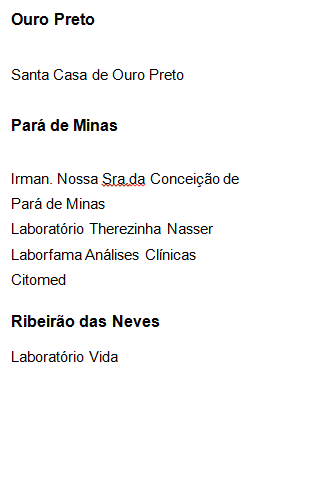 Ouro Preto
Santa Casa de Ouro Preto
Pará de Minas
Irman. Nossa Sra.da Conceição de
Pará de Minas
Laboratório Therezinha Nasser
Laborfama Análises Clínicas
Citomed
Ribeirão das Neves
Laboratório Vida